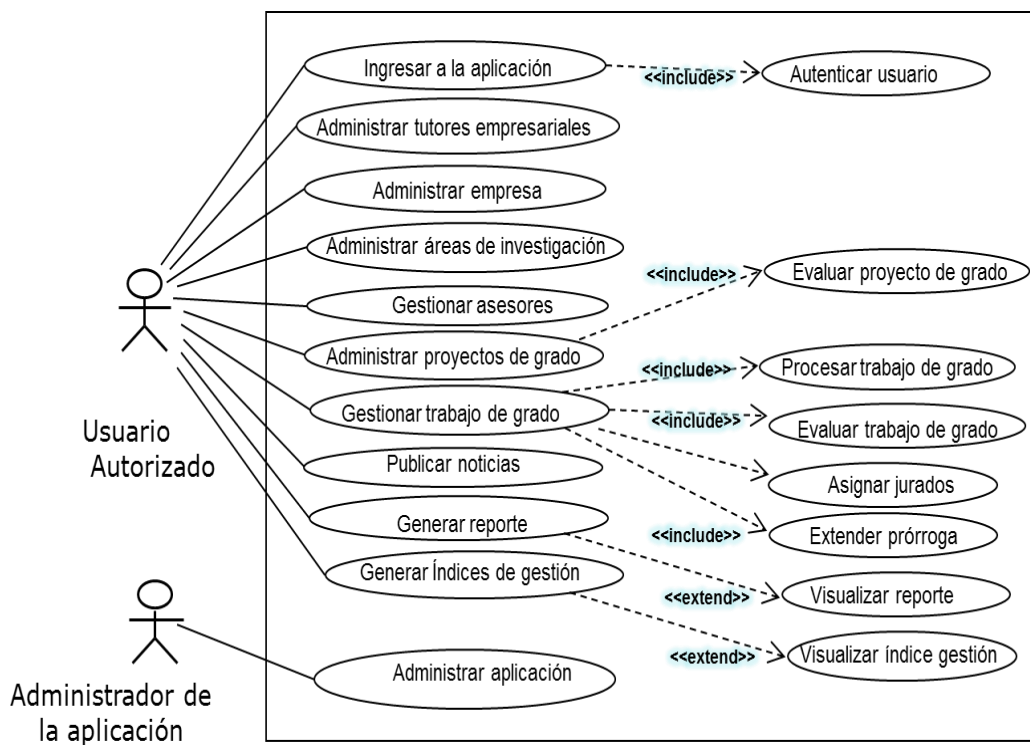 Ingresar a la aplicación
<<include>>
Autenticar usuario
Administrar tutores empresariales
Administrar empresa
Administrar áreas de investigación
<<include>>
Evaluar proyecto de grado
Gestionar asesores
Administrar proyectos de grado
<<include>>
Procesar trabajo de grado
Gestionar trabajo de grado
<<include>>
Evaluar trabajo de grado
Usuario
Autorizado
Publicar noticias
Asignar jurados
Generar reporte
<<include>>
Extender prórroga
Generar Índices de gestión
<<extend>>
Visualizar reporte
<<extend>>
Visualizar índice gestión
Administrar aplicación
Administrador de
la aplicación